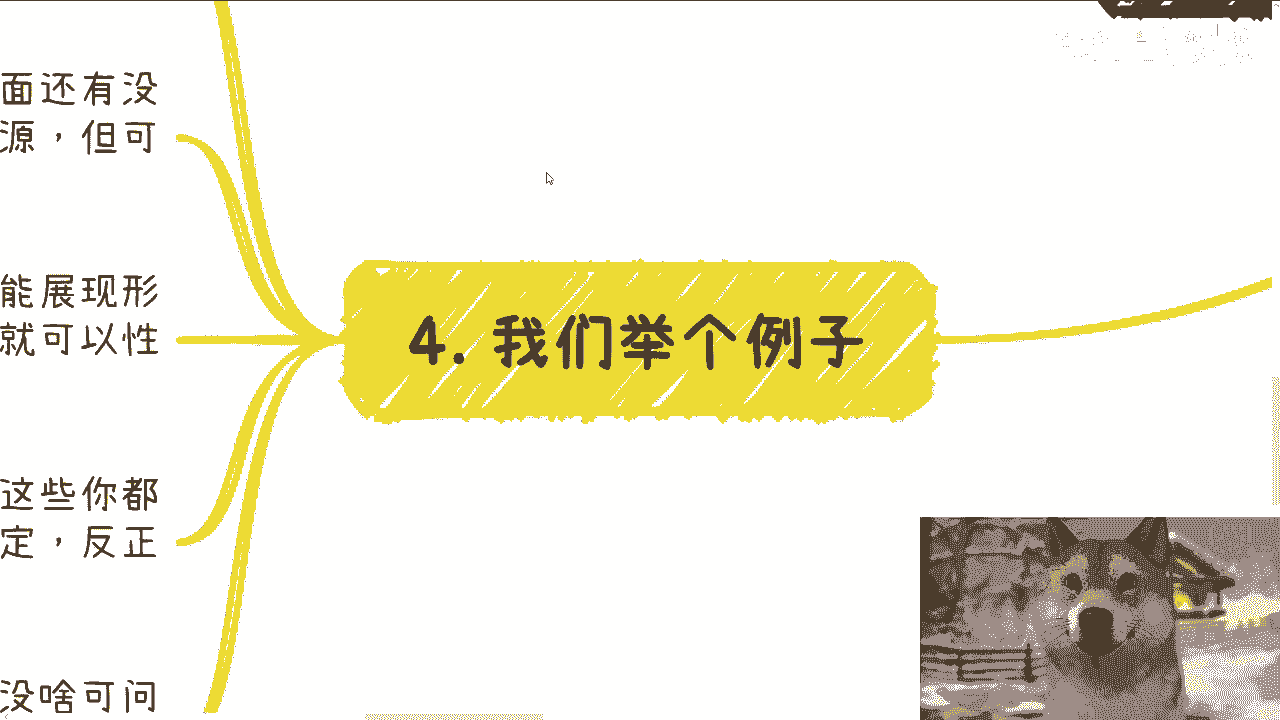 面还有没
源，但可
能展现形
就可以性
4. 我们举个例子
这些你都
定，反正
没啥可问